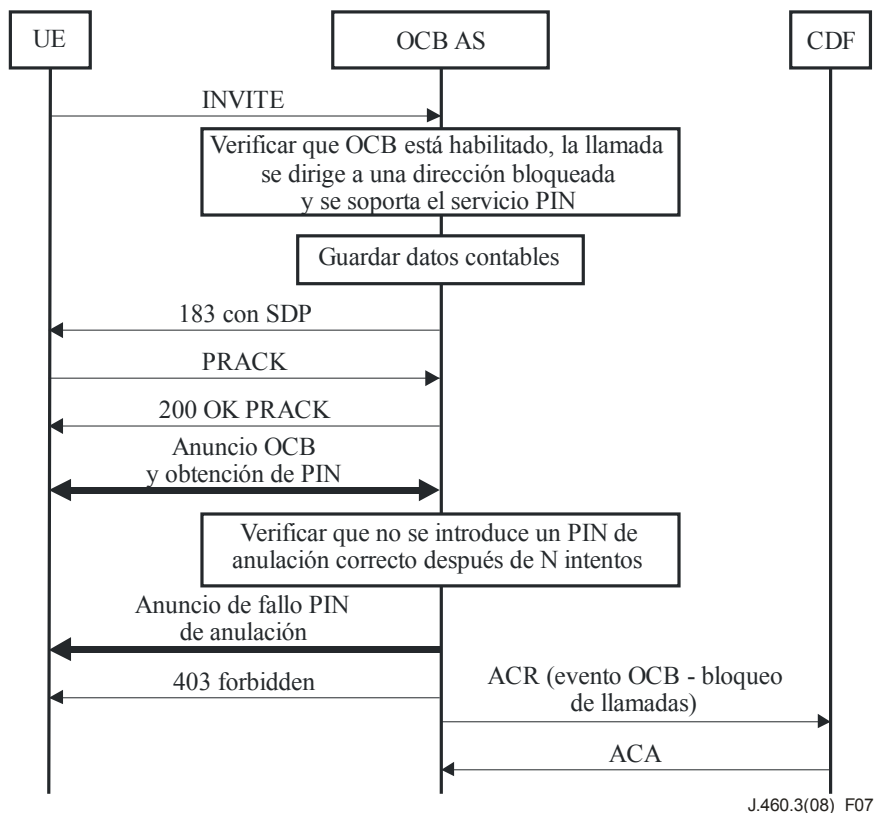 UE
OCB AS
CDF
INVITE
Verificar que OCB está habilitado, la llamada
se dirige a una dirección bloqueada
y se soporta el servicio PIN
Guardar datos contables
183 con SDP
PRACK
200 OK PRACK
Anuncio OCB
y obtención de PIN
Verificar que no se introduce un PIN de
anulación correcto después de N intentos
Anuncio de fallo PIN
de anulación
403 forbidden
ACR (evento OCB - bloqueo
de llamadas)
ACA
J.460.3(08)_F07